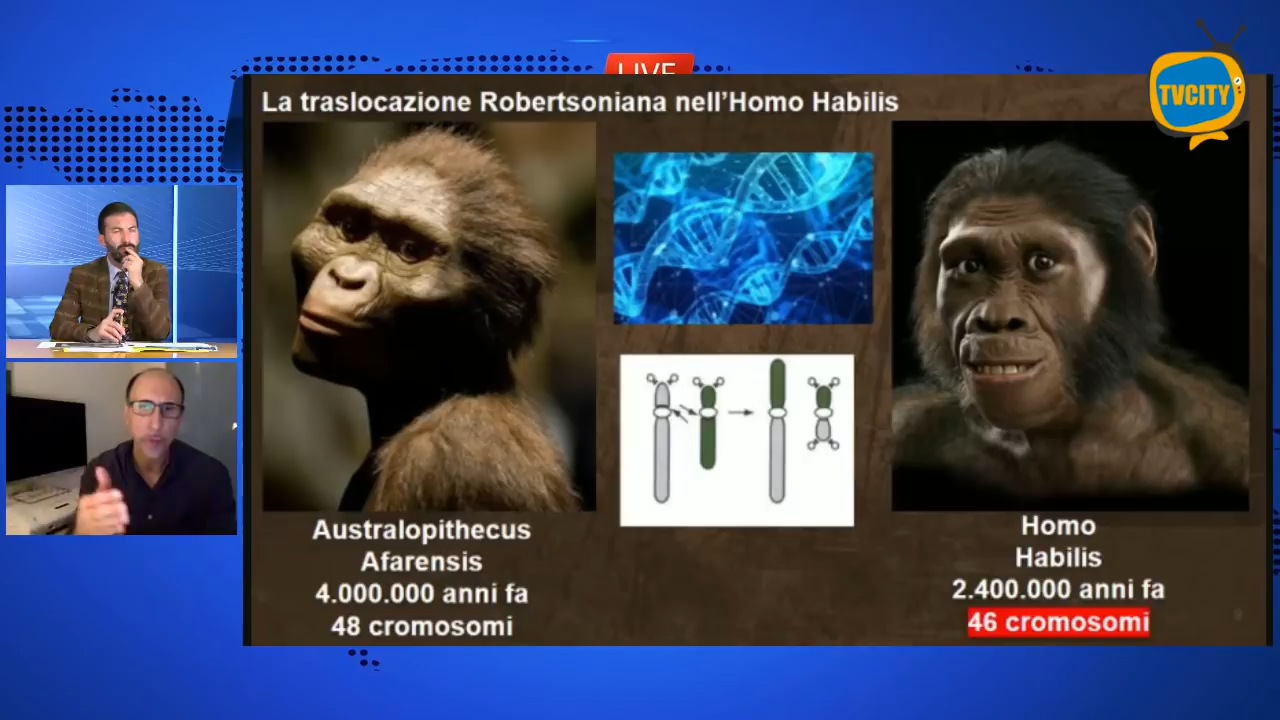 LIVE
TVCITY
La traslocazione Robertsoniana nell'Homo Habilis
Australopithecus
Afarensis
4.000.000 anni fa
48 cromosomi
Homo
Habilis
2.400.000 anni fa
46 cromosomi